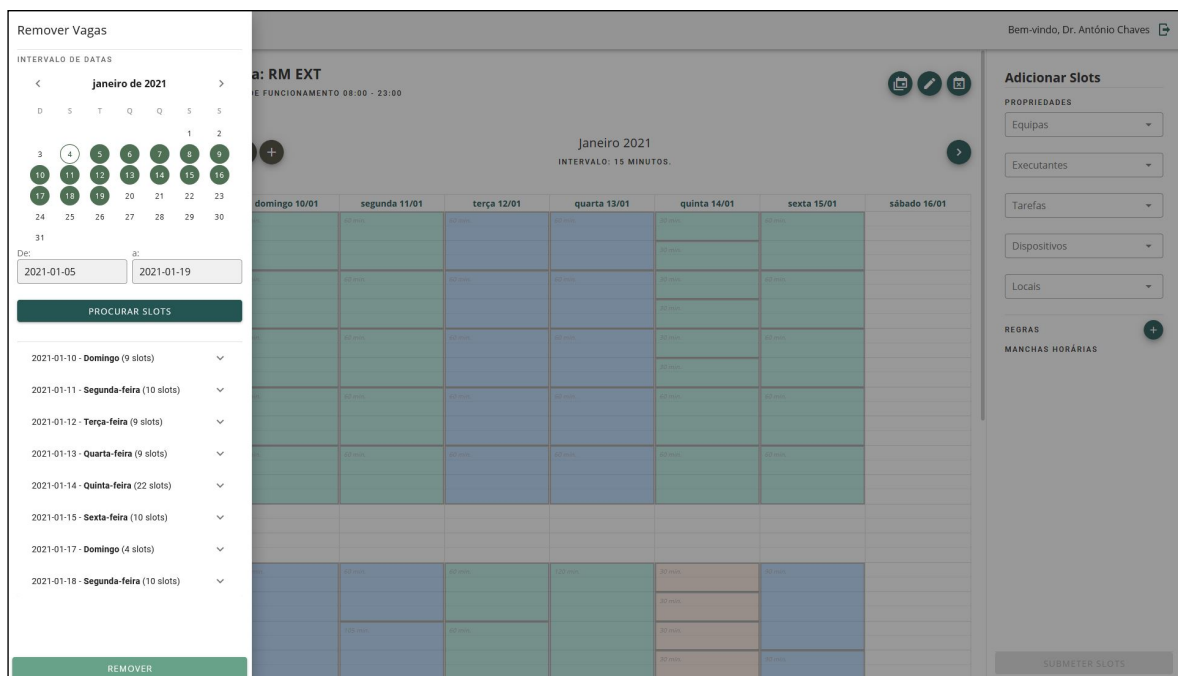 Remover Vagas
INTERVALO DE DATAS
janeiro de 2021
D S T Q Q S S
1 2
3 4 5 6 7 8 9
10 11 12 13 14 15 16
17 18 19 20 21 22 23
24 25 26 27 28 29 30
31
De: a:
2021-01-05 2021-01-19
PROCURAR SLOTS
2021-01-10 - Domingo (9 slots)
2021-01-11 - Segunda-feira (10 slots)
2021-01-12 - Terça-feira (9 slots)
2021-01-13 - Quarta-feira (9 slots)
2021-01-14 - Quinta-feira (22 slots)
2021-01-15 - Sexta-feira (10 slots)
2021-01-17 - Domingo (4 slots)
2021-01-18 - Segunda-feira (10 slots)
REMOVER
Bem-vindo, Dr. António Chaves
a: RM EXT
DE FUNCIONAMENTO 08:00 - 23:00
Janeiro 2021
INTERVALO: 15 MINUTOS.
domingo 10/01 segunda 11/01 terça 12/01 quarta 13/01 quinta 14/01 sexta 15/01 sábado 16/01
Adicionar Slots
PROPRIEDADES
Equipas
Executantes
Tarefas
Dispositivos
Locais
REGRAS
MANCHAS HORÁRIAS
SUBMETER SLOTS